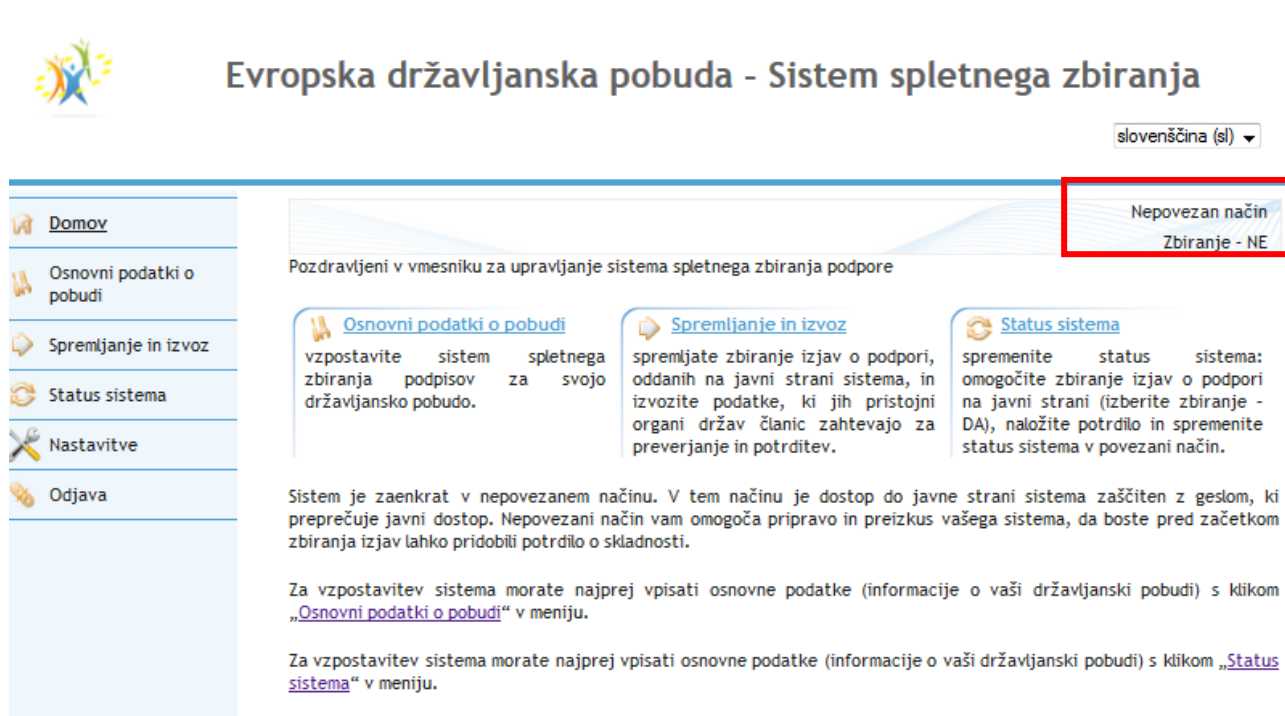 Evropska državljanska pobuda - Sistem spletnega zbiranja
slovenščina (sl)
Domov
Osnovni podatki o
pobudi
Spremljanje in izvoz
Status sistema
Nastavitve
Odjava
Nepovezan način
Zbiranje - NE
Pozdravljeni v vmesniku za upravljanje sistema spletnega zbiranja podpore
Osnovni podatki o pobudi
vzpostavite sistem spletnega
zbiranja podpisov za svojo
državljansko pobudo.
Spremljanje in izvoz
spremljate zbiranje izjav o podpori,
oddanih na javni strani sistema, in
izvozite podatke, ki jih pristojni
organi držav članic zahtevajo za
preverjanje in potrditev.
Status sistema
spremenite status sistema:
omogočite zbiranje izjav o podpori
na javni strani (izberite zbiranje –
DA), naložite potrdilo in spremenite
status sistema v povezani način.
Sistem je zaenkrat v nepovezanem načinu. V tem načinu je dostop do javne strani sistema zaščiten z geslom, ki
preprečuje javni dostop. Nepovezani način vam omogoča pripravo in preizkus vašega sistema, da boste pred začetkom
zbiranja izjav lahko pridobili potrdilo o skladnosti.
Za vzpostavitev sistema morate najprej vpisati osnovne podatke (informacije o vaši državljanski pobudi) s klikom
„Osnovni podatki o pobudi“ v meniju.
Za vzpostavitev sistema morate najprej vpisati osnovne podatke (informacije o vaši državljanski pobudi) s klikom „Status
sistema“ v meniju.